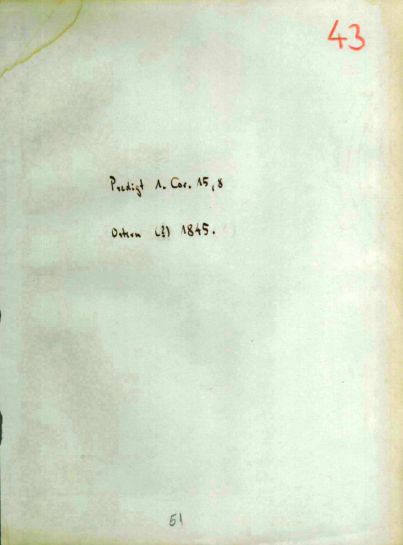 43
Predigt 1. Cor. 15,8
Ostern (?) 1845.
51